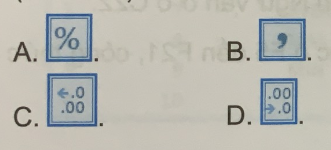 A. % . B. , .
C. ←.0 .00 . D. .00 →.0 .